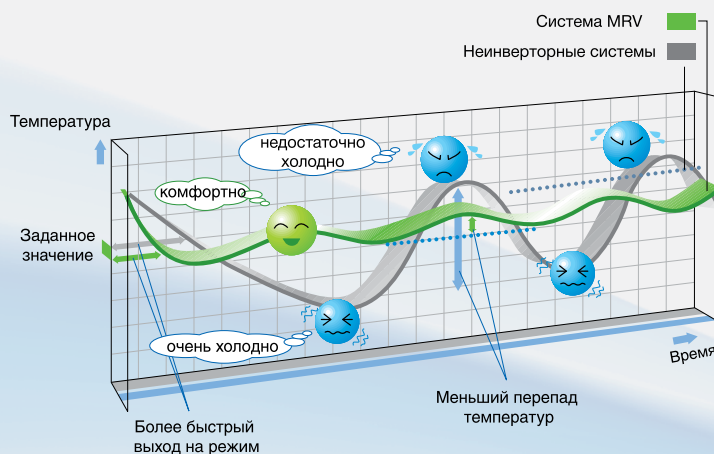 Система MRV
Неинверторные системы
Температура
недостаточно
холодно
комфортно
Заданное
значение
очень холодно
Время
Меньший перепад
температур
Более быстрый
выход на режим